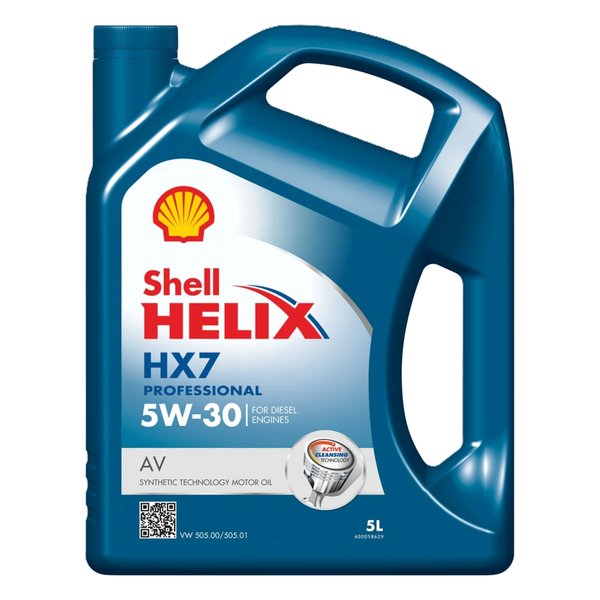 Shell
HELIX
HX7
PROFESSIONAL
5W-30 FOR DIESEL
ENGINES
ACTIVE
CLEANSING
TECHNOLOGY
AV
SYNTHETIC TECHNOLOGY MOTOR OIL
VW 505.00/505.01
5L
600058629